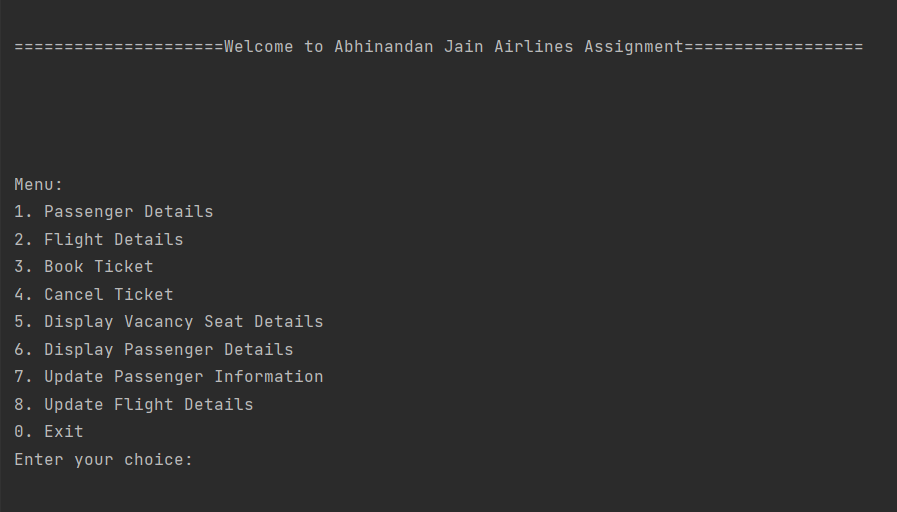 =====================Welcome to Abhinandan Jain Airlines Assignment==================
Menu:
1. Passenger Details
2. Flight Details
3. Book Ticket
4. Cancel Ticket
5. Display Vacancy Seat Details
6. Display Passenger Details
7. Update Passenger Information
8. Update Flight Details
0. Exit
Enter your choice: